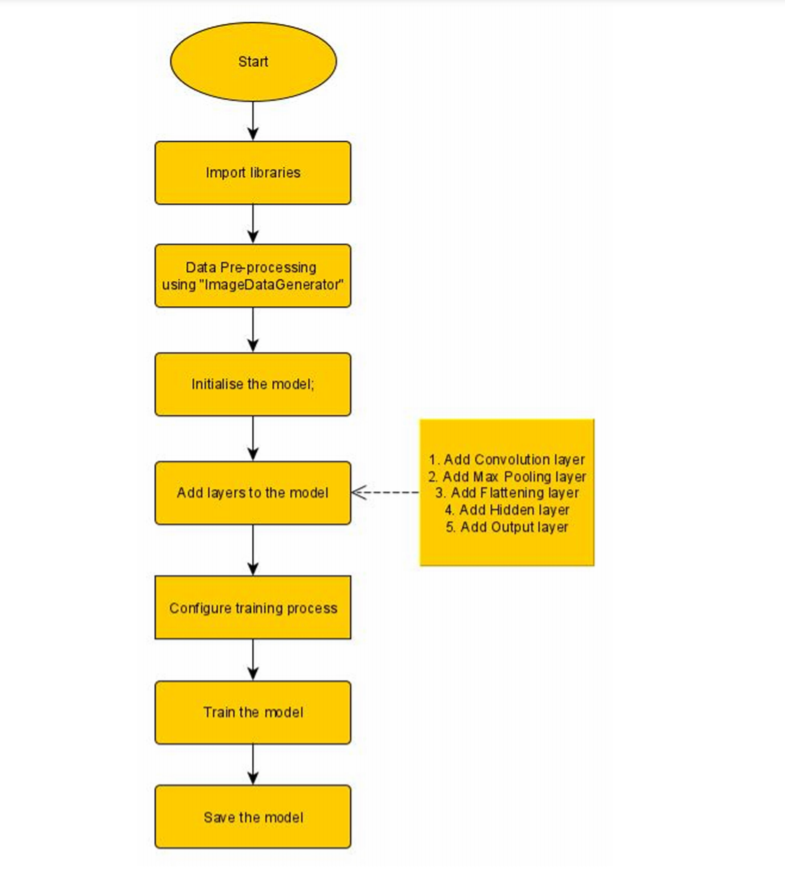 Start
Import libraries
Data Pre-processing
using "ImageDataGenerator"
Initialise the model;
Add layers to the model
1. Add Convolution layer
2. Add Max Pooling layer
3. Add Flattening layer
4. Add Hidden layer
5. Add Output layer
Configure training process
Train the model
Save the model